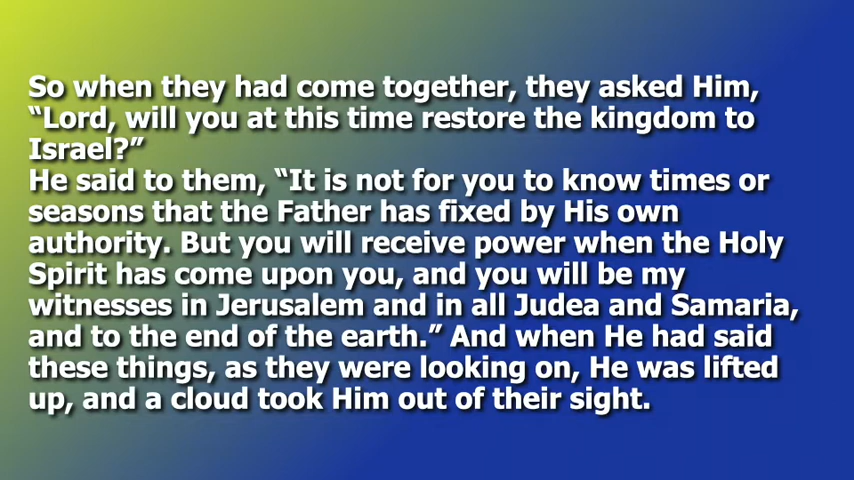 So when they had come together, they asked Him,
“Lord, will you at this time restore the kingdom to
Israel?”
He said to them, “It is not for you to know times or
seasons that the Father has fixed by His own
authority. But you will receive power when the Holy
Spirit has come upon you, and you will be my
witnesses in Jerusalem and in all Judea and Samaria,
and to the end of the earth.” And when He had said
these things, as they were looking on, He was lifted
up, and a cloud took Him out of their sight.